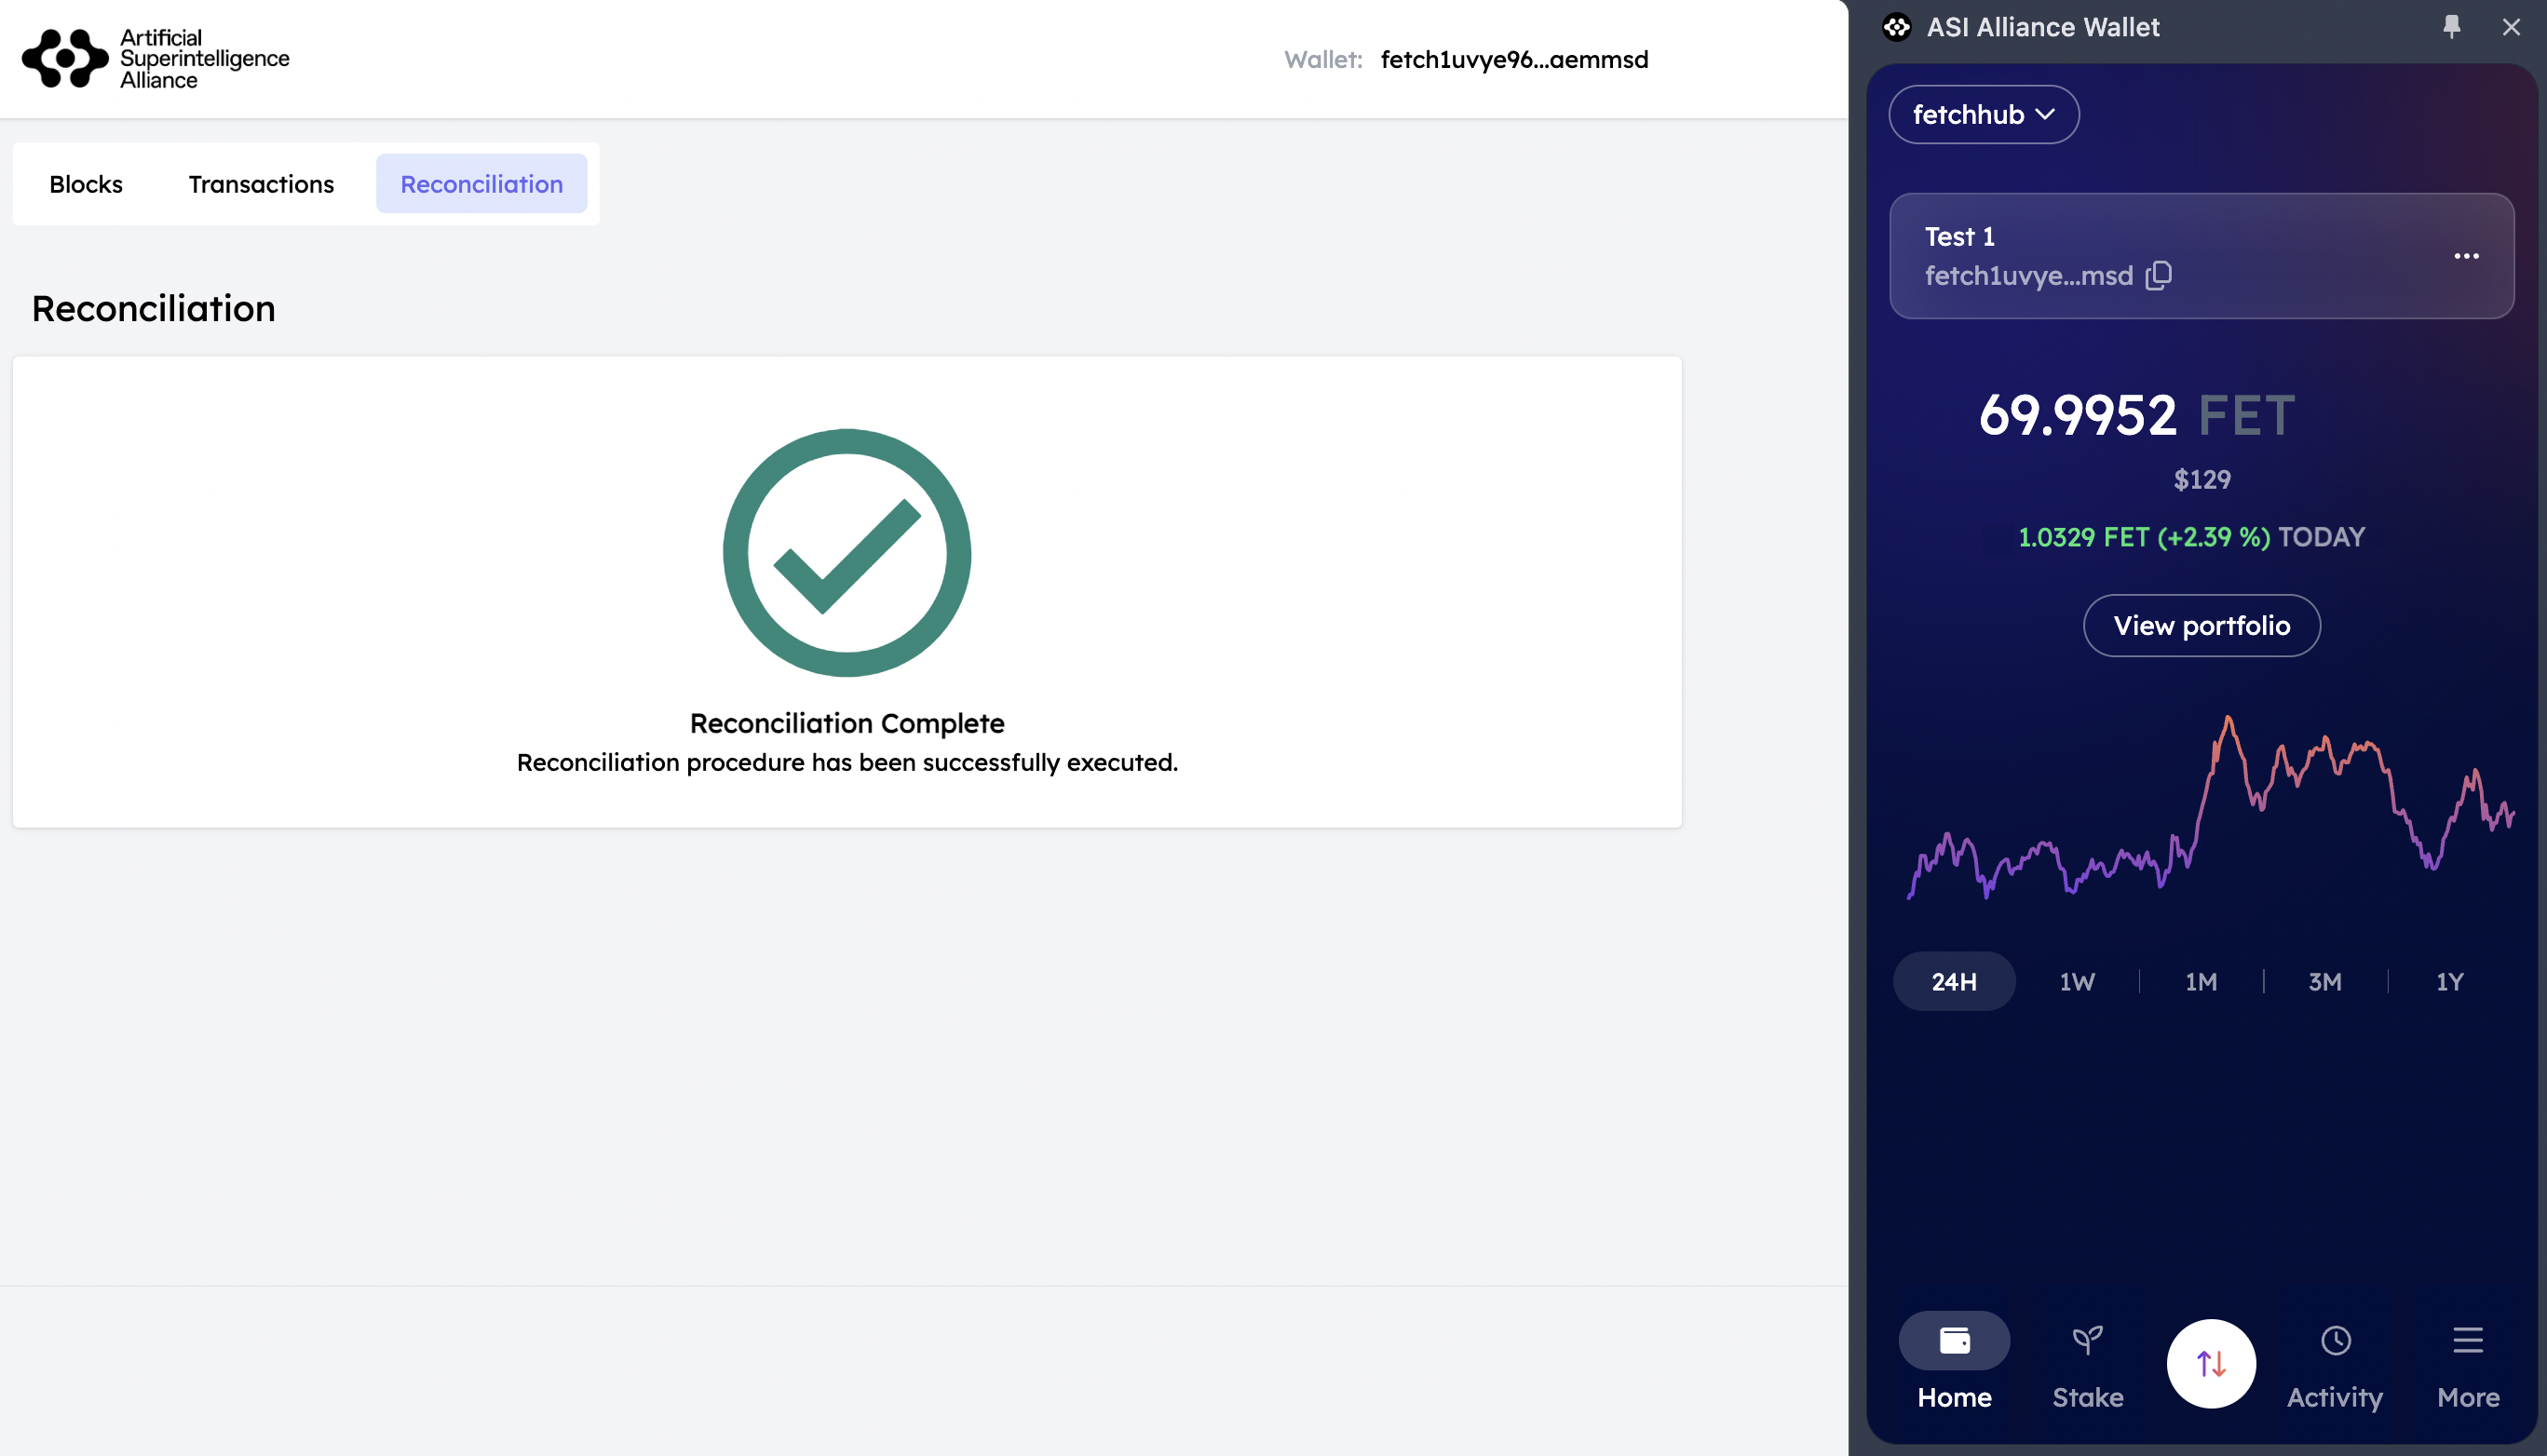 Artificial
Superintelligence
Alliance
Wallet: fetch1uvye96...aemmsd
Blocks
Transactions
Reconciliation
Reconciliation
Reconciliation Complete
Reconciliation procedure has been successfully executed.
ASI Alliance Wallet
fetchhub
Test 1
fetch1uvye...msd
69.9952 FET
$129
1.0329 FET (+2.39 %) TODAY
View portfolio
24H
1W
1M
3M
1Y
Home
Stake
Activity
More